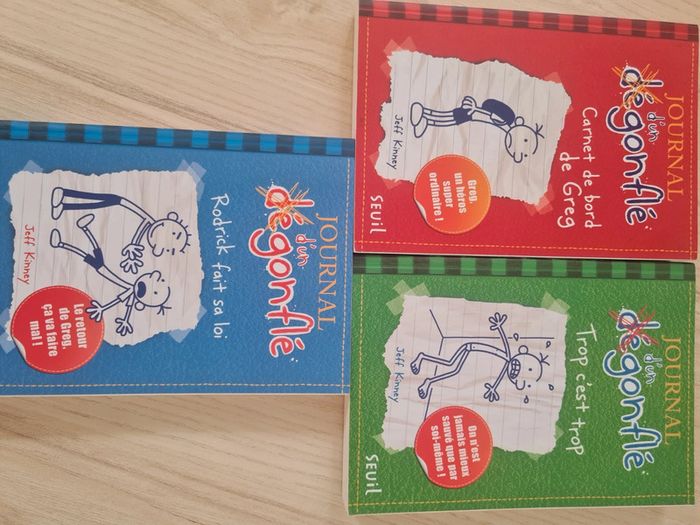 JOURNAL
d'un
dégonflé
Carnet de bord
de Greg
Jeff Kinney
Greg,
un héros
super
ordinaire !
SEUIL
JOURNAL
d'un
dégonflé
Rodrick fait sa loi
Jeff Kinney
Le retour
de Greg,
ça va faire
mal !
JOURNAL
d'un
dégonflé
Trop c'est trop
Jeff Kinney
On n'est
jamais mieux
sauvé que par
soi-même !
SEUIL